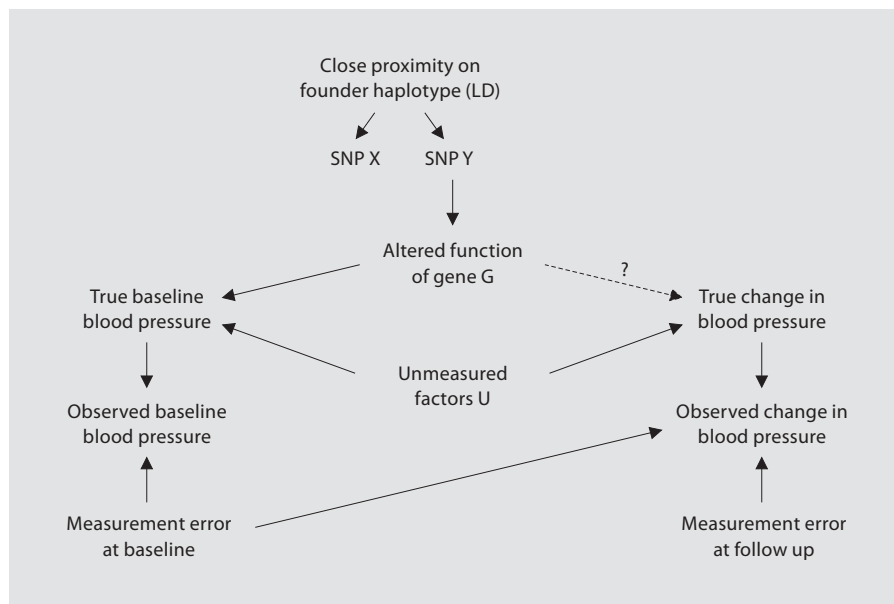 Close proximity on
founder haplotype (LD)
SNP X
SNP Y
Altered function
of gene G
?
True baseline
blood pressure
True change in
blood pressure
Unmeasured
factors U
Observed baseline
blood pressure
Observed change in
blood pressure
Measurement error
at baseline
Measurement error
at follow up